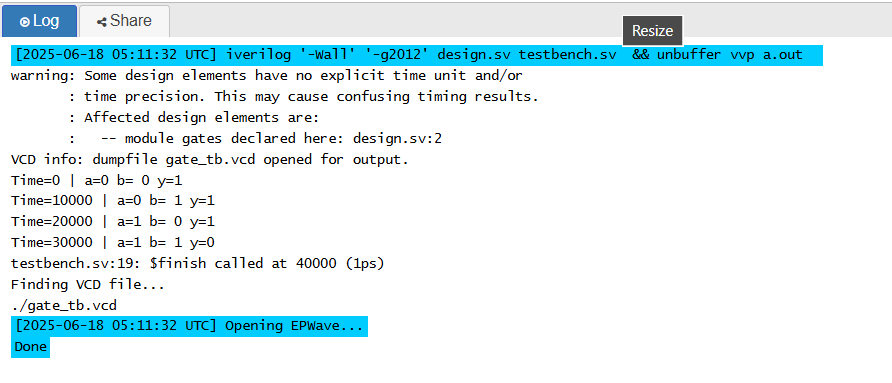 Log Share
Resize
[2025-06-18 05:11:32 UTC] iverilog '-Wall' '-g2012' design.sv testbench.sv  && unbuffer vvp a.out
warning: Some design elements have no explicit time unit and/or
       : time precision. This may cause confusing timing results.
       : Affected design elements are:
       :   -- module gates declared here: design.sv:2
VCD info: dumpfile gate_tb.vcd opened for output.
Time=0 | a=0 b= 0 y=1
Time=10000 | a=0 b= 1 y=1
Time=20000 | a=1 b= 0 y=1
Time=30000 | a=1 b= 1 y=0
testbench.sv:19: $finish called at 40000 (1ps)
Finding VCD file...
./gate_tb.vcd
[2025-06-18 05:11:32 UTC] Opening EPWave...
Done